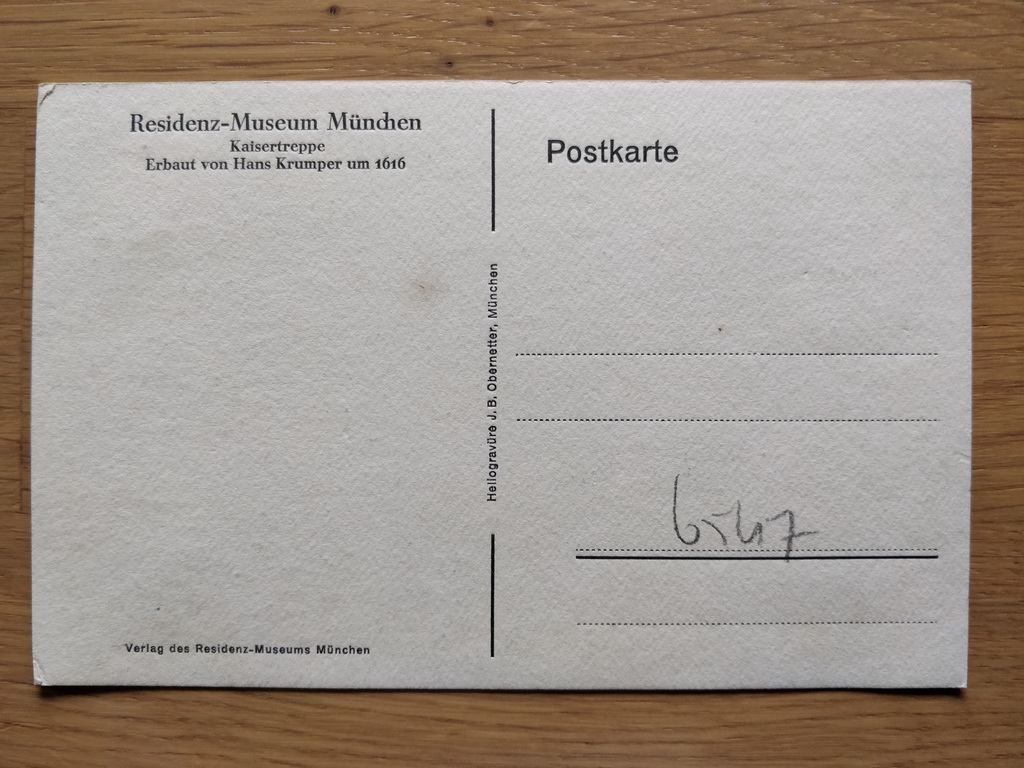 Residenz-Museum München
Kaisertreppe
Erbaut von Hans Krumper um 1616
Postkarte
Heliogravüre J. B. Obernetter, München
Verlag des Residenz-Museums München